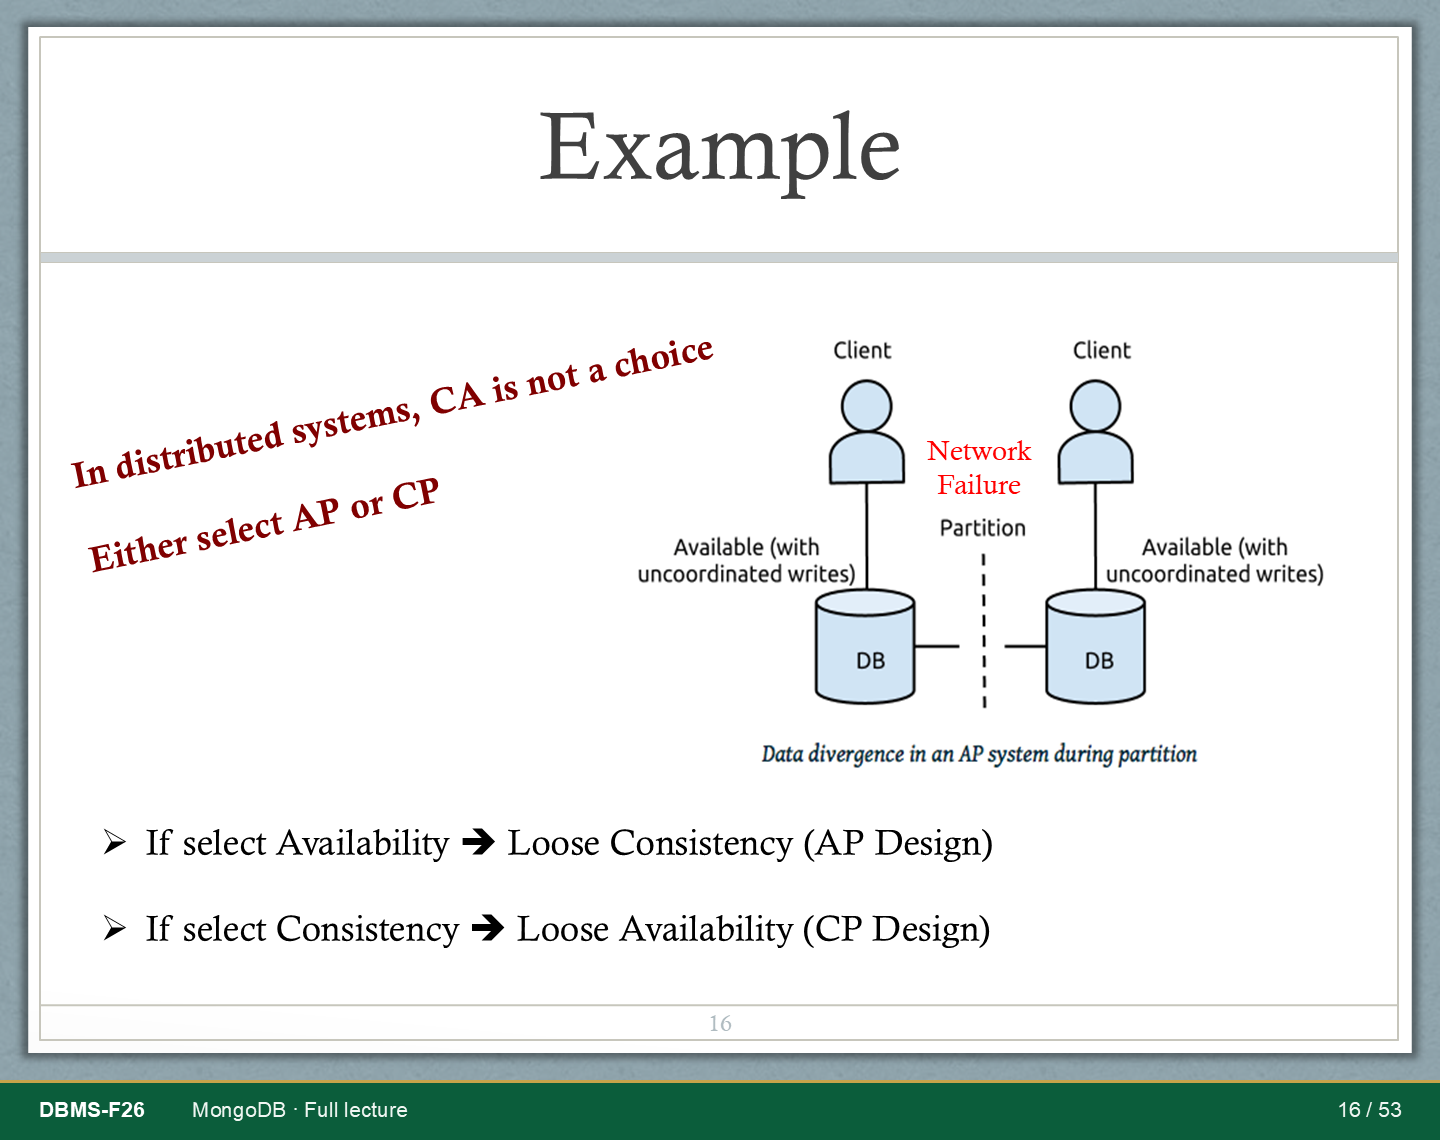 Example
In distributed systems, CA is not a choice
Either select AP or CP
Client
Client
Network
Failure
Partition
Available (with
uncoordinated writes)
Available (with
uncoordinated writes)
DB
DB
Data divergence in an AP system during partition
➢ If select Availability 🡺 Loose Consistency (AP Design)
➢ If select Consistency 🡺 Loose Availability (CP Design)
16
DBMS-F26 MongoDB · Full lecture 16 / 53